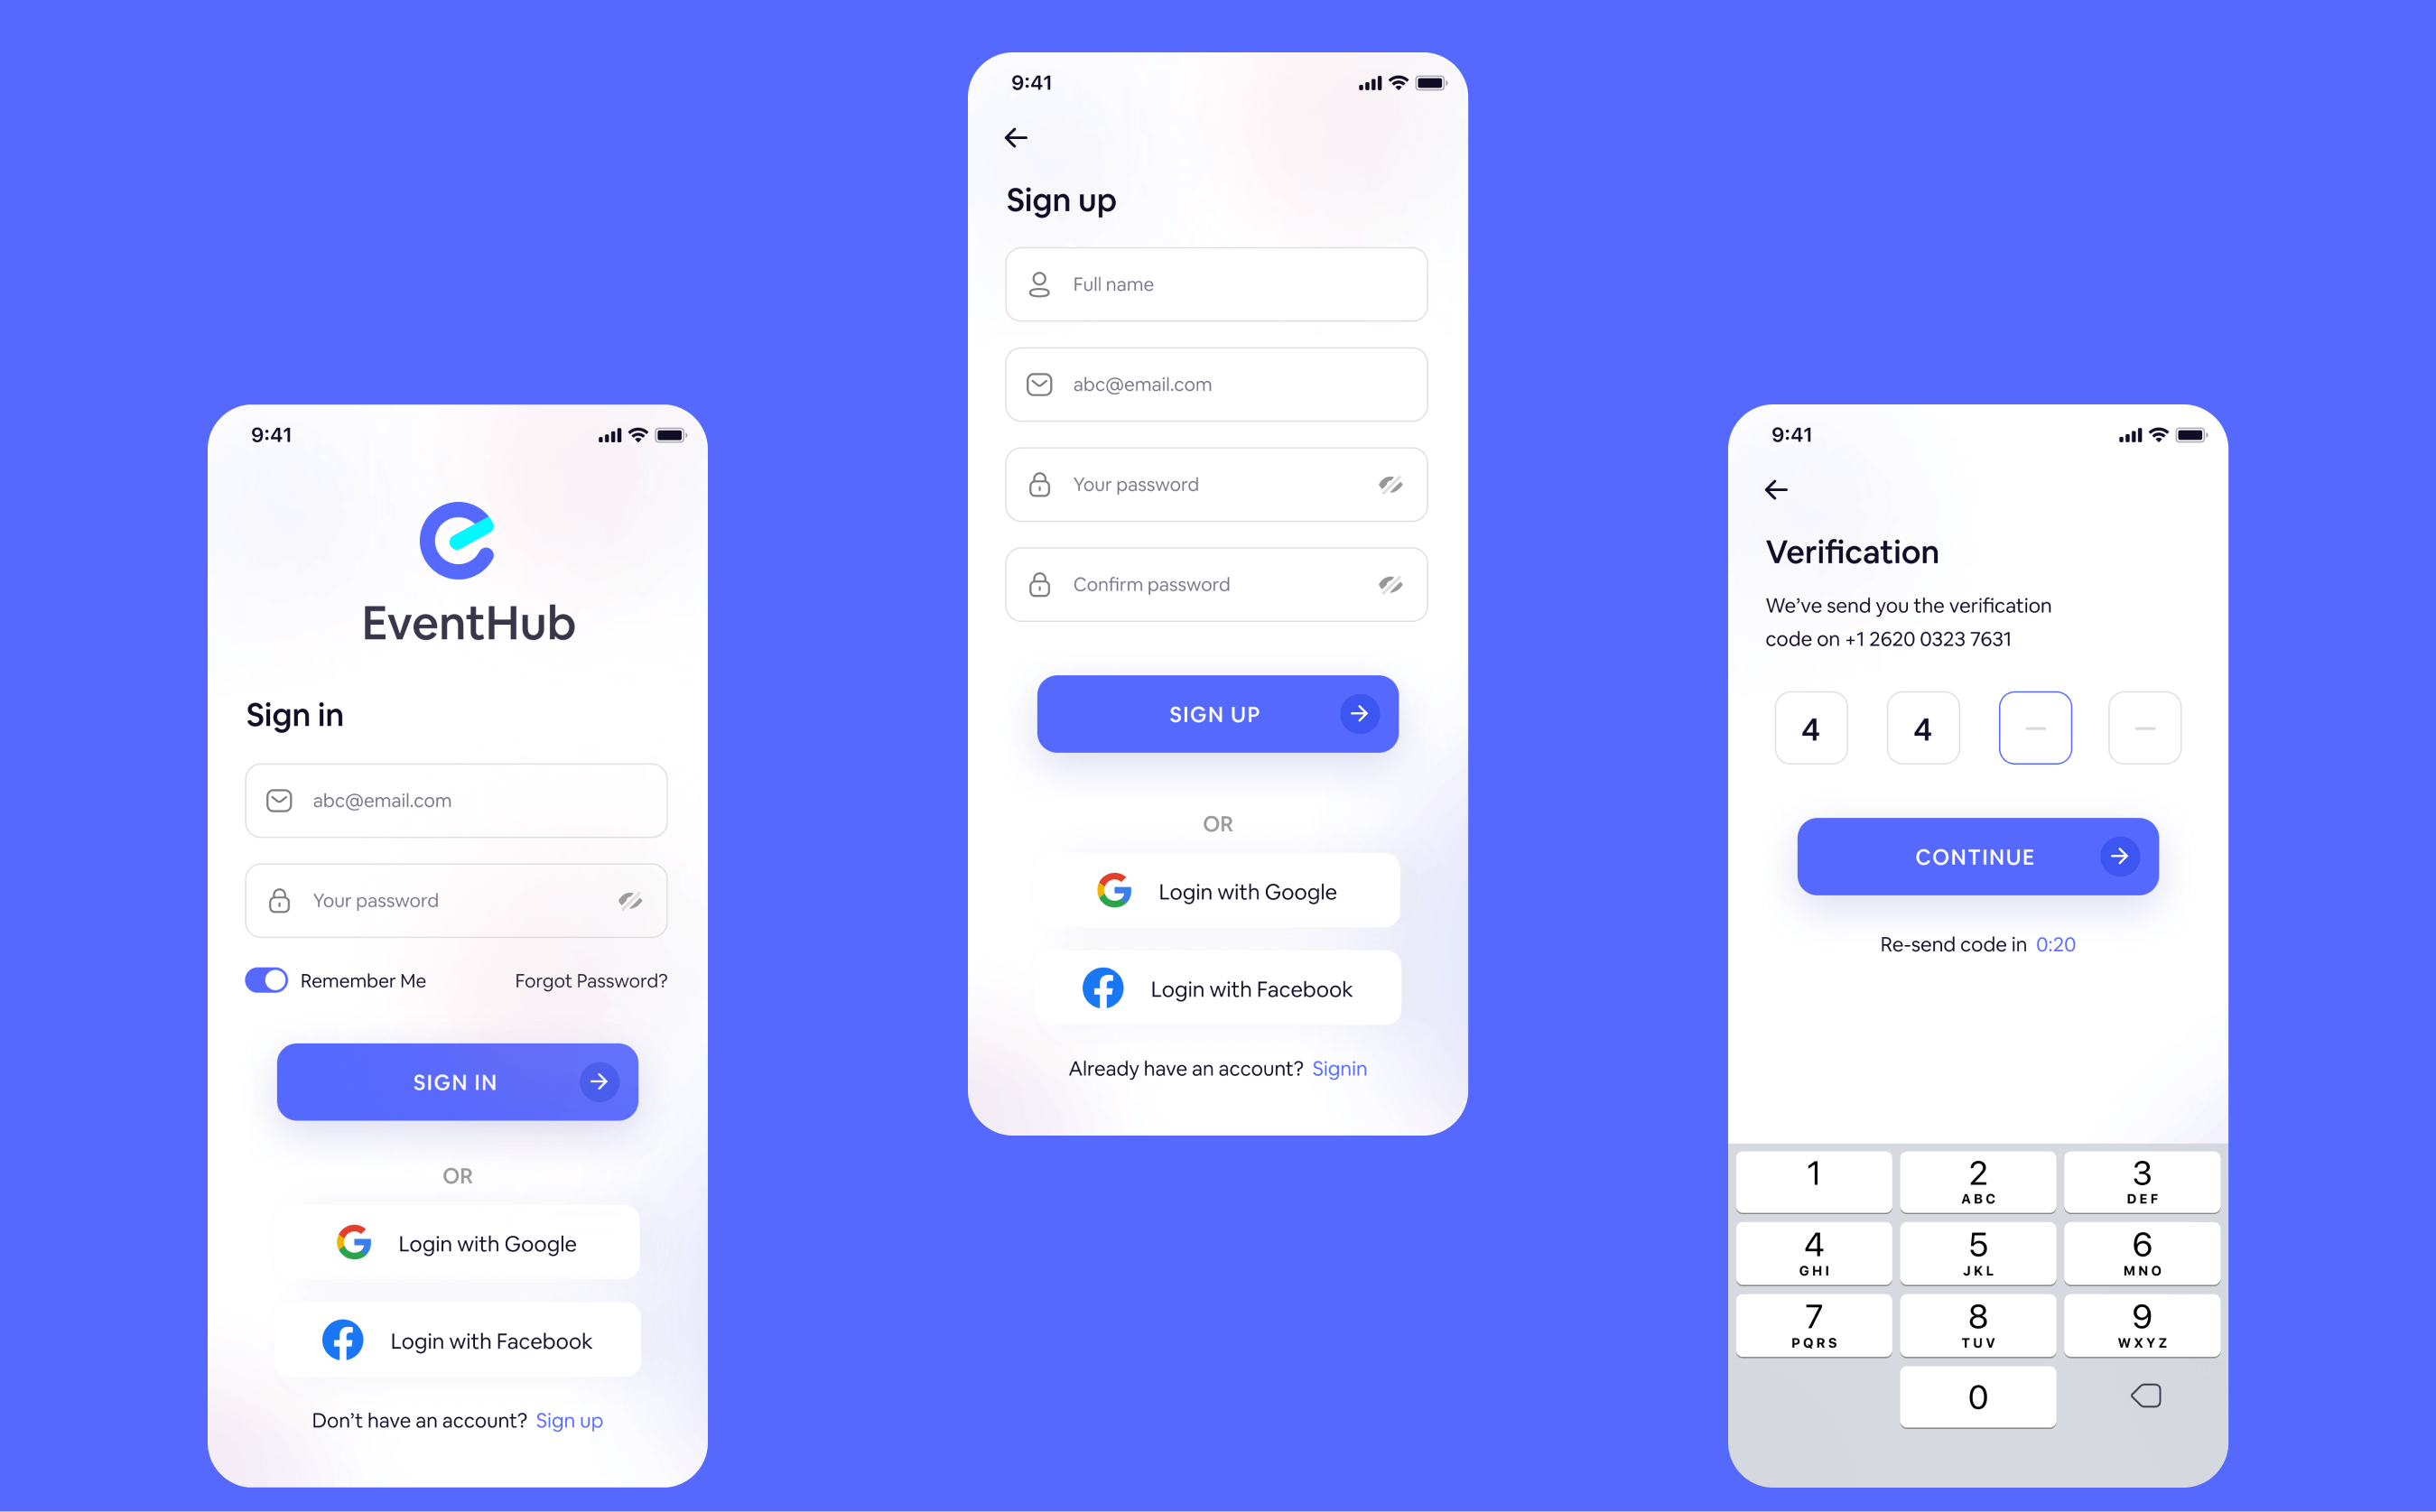 9:41
EventHub
Sign in
abc@email.com
Your password
Remember Me
Forgot Password?
SIGN IN
OR
Login with Google
Login with Facebook
Don’t have an account? Sign up
9:41
Sign up
Full name
abc@email.com
Your password
Confirm password
SIGN UP
OR
Login with Google
Login with Facebook
Already have an account? Signin
9:41
Verification
We’ve send you the verification
code on +1 2620 0323 7631
4 4 – –
CONTINUE
Re-send code in 0:20
1 2 3
ABC DEF
4 5 6
GHI JKL MNO
7 8 9
PQRS TUV WXYZ
0